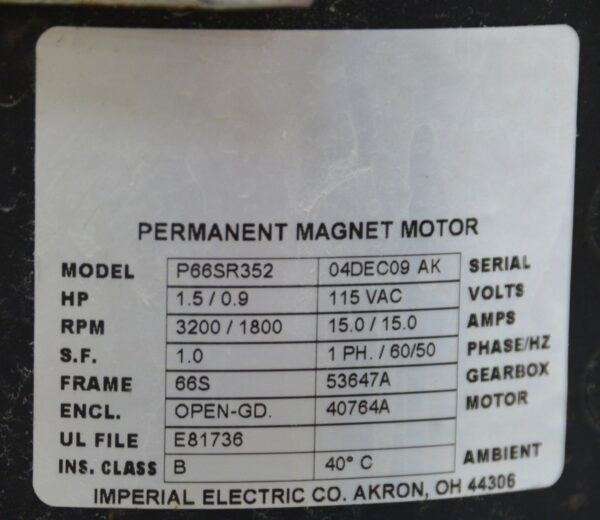 PERMANENT MAGNET MOTOR
MODEL P66SR352 04DEC09 AK SERIAL
HP 1.5 / 0.9 115 VAC VOLTS
RPM 3200 / 1800 15.0 / 15.0 AMPS
S.F. 1.0 1 PH. / 60/50 PHASE/HZ
FRAME 66S 53647A GEARBOX
ENCL. OPEN-GD. 40764A MOTOR
UL FILE E81736
INS. CLASS B 40° C AMBIENT
IMPERIAL ELECTRIC CO. AKRON, OH 44306